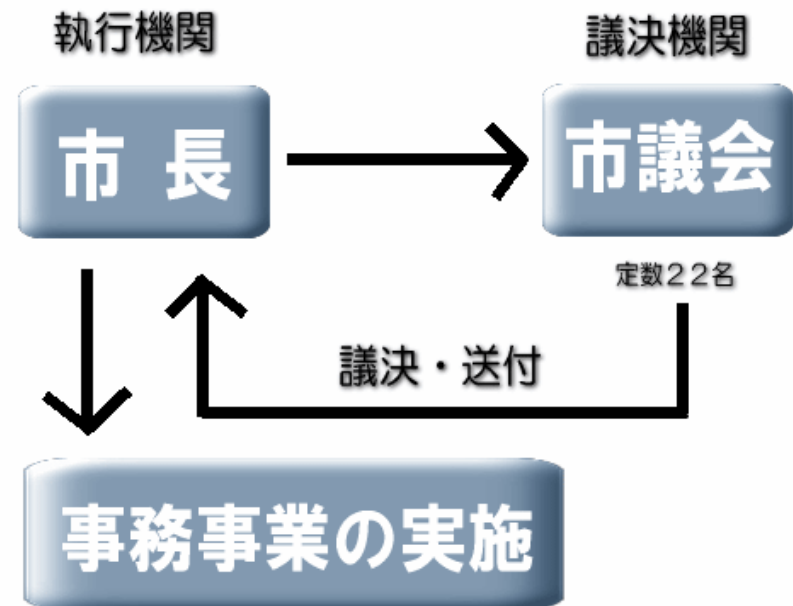 執行機関
議決機関
市 長
市議会
定数２２名
議決・送付
事務事業の実施